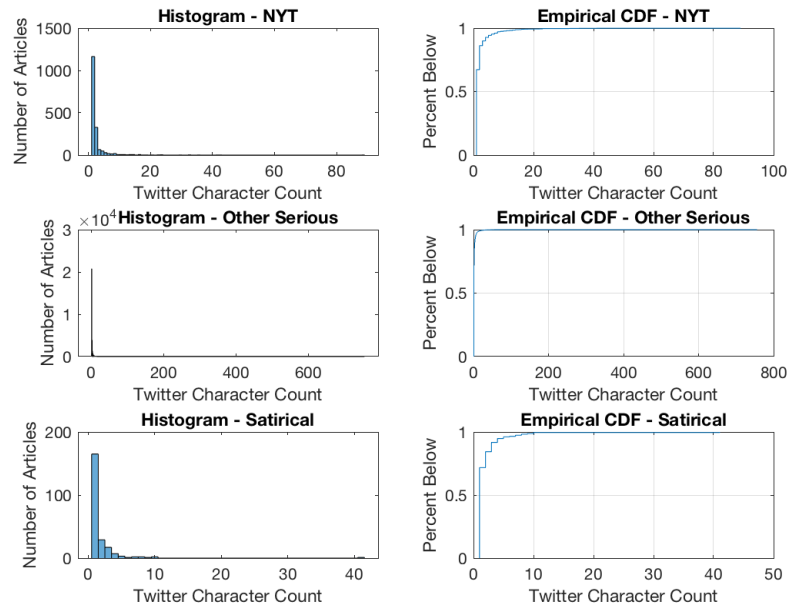 Histogram - NYT
Number of Articles
1500
1000
500
0
0 20 40 60 80
Twitter Character Count
Empirical CDF - NYT
Percent Below
1
0.5
0
0 20 40 60 80 100
Twitter Character Count
×10⁴ Histogram - Other Serious
Number of Articles
3
2
1
0
0 200 400 600
Twitter Character Count
Empirical CDF - Other Serious
Percent Below
1
0.5
0
0 200 400 600 800
Twitter Character Count
Histogram - Satirical
Number of Articles
200
100
0
0 10 20 30 40
Twitter Character Count
Empirical CDF - Satirical
Percent Below
1
0.5
0
0 10 20 30 40 50
Twitter Character Count